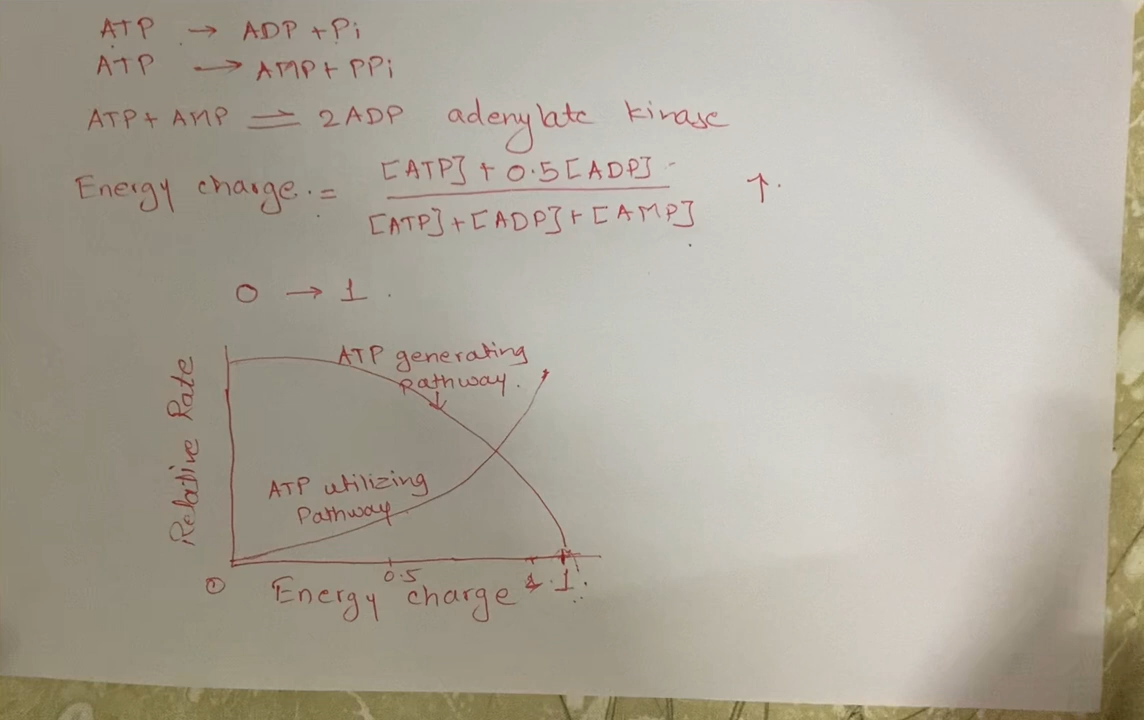 ATP → ADP + Pi
ATP → AMP + PPi
ATP + AMP ⇌ 2ADP adenylate kinase
Energy charge = [ATP] + 0.5[ADP] / [ATP] + [ADP] + [AMP] ↑
0 → 1
ATP generating
Pathway
Relative Rate
ATP utilizing
Pathway
0
0.5
1
Energy charge